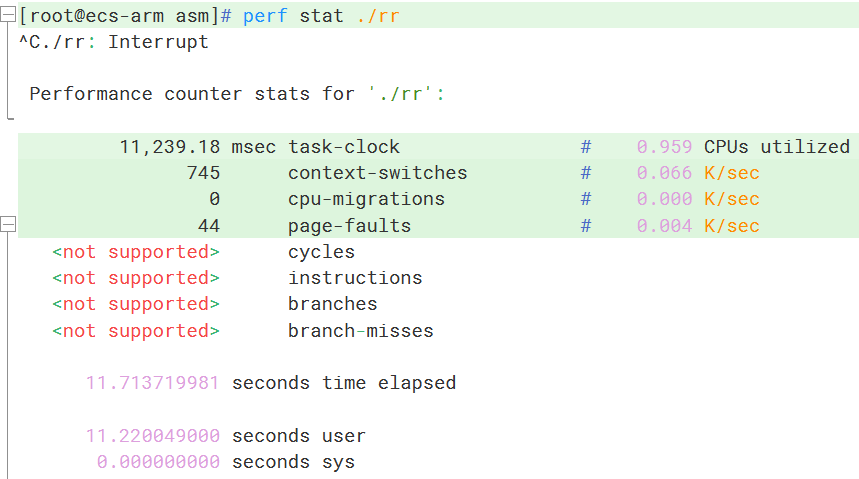 [root@ecs-arm asm]# perf stat ./rr
^C./rr: Interrupt
Performance counter stats for './rr':
11,239.18 msec task-clock # 0.959 CPUs utilized
745 context-switches # 0.066 K/sec
0 cpu-migrations # 0.000 K/sec
44 page-faults # 0.004 K/sec
<not supported> cycles
<not supported> instructions
<not supported> branches
<not supported> branch-misses
11.713719981 seconds time elapsed
11.220049000 seconds user
0.000000000 seconds sys